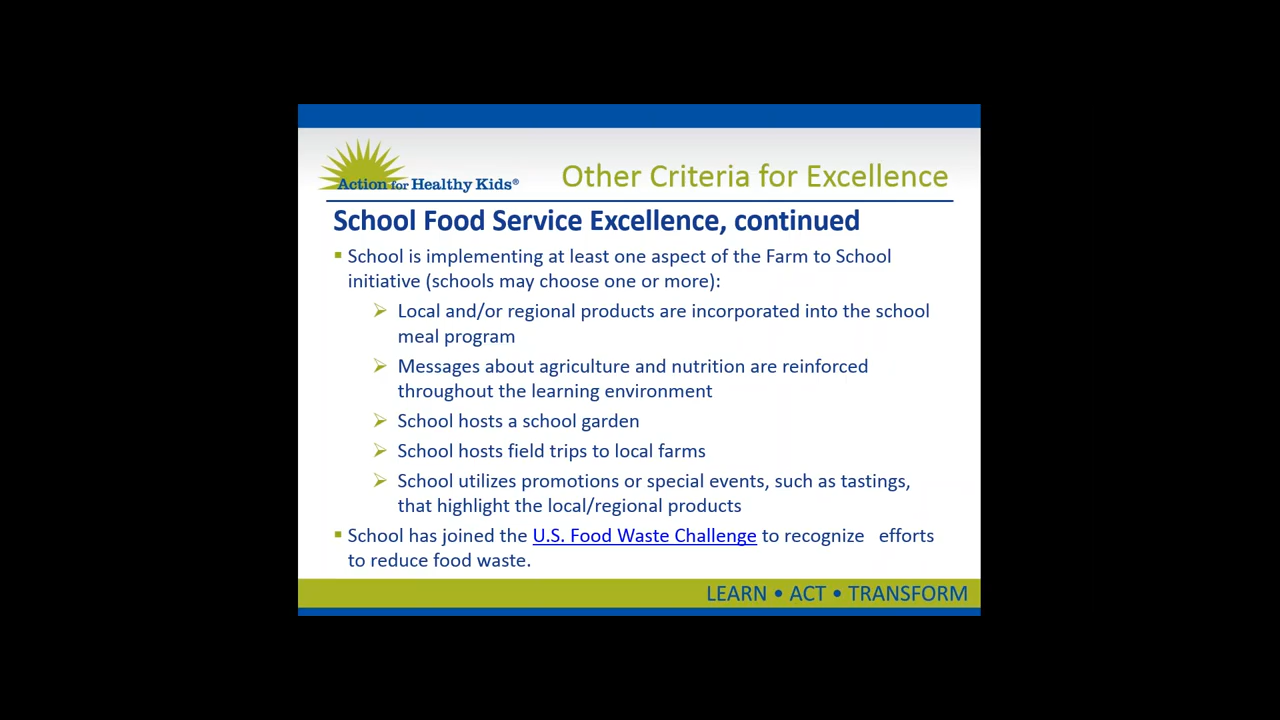 Action for Healthy Kids®
Other Criteria for Excellence
School Food Service Excellence, continued
School is implementing at least one aspect of the Farm to School
initiative (schools may choose one or more):
Local and/or regional products are incorporated into the school
meal program
Messages about agriculture and nutrition are reinforced
throughout the learning environment
School hosts a school garden
School hosts field trips to local farms
School utilizes promotions or special events, such as tastings,
that highlight the local/regional products
School has joined the U.S. Food Waste Challenge to recognize efforts
to reduce food waste.
LEARN • ACT • TRANSFORM